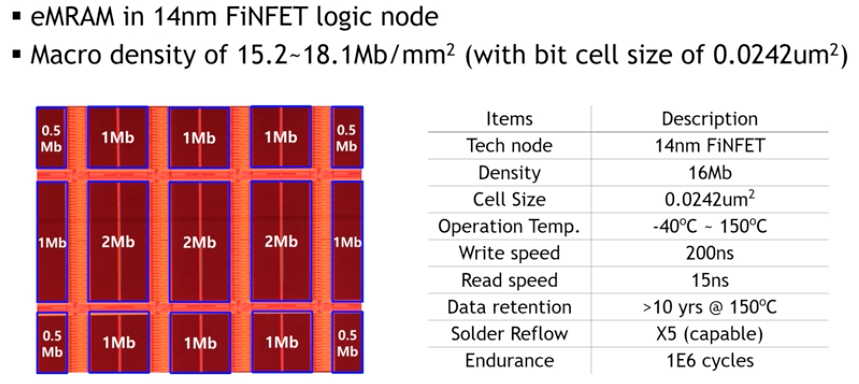 ▪ eMRAM in 14nm FiNFET logic node
▪ Macro density of 15.2~18.1Mb/mm² (with bit cell size of 0.0242um²)
0.5
Mb
1Mb
1Mb
1Mb
0.5
Mb
1Mb
2Mb
2Mb
2Mb
1Mb
0.5
Mb
1Mb
1Mb
1Mb
0.5
Mb
Items Description
Tech node 14nm FiNFET
Density 16Mb
Cell Size 0.0242um²
Operation Temp. -40ºC ~ 150ºC
Write speed 200ns
Read speed 15ns
Data retention >10 yrs @ 150ºC
Solder Reflow X5 (capable)
Endurance 1E6 cycles